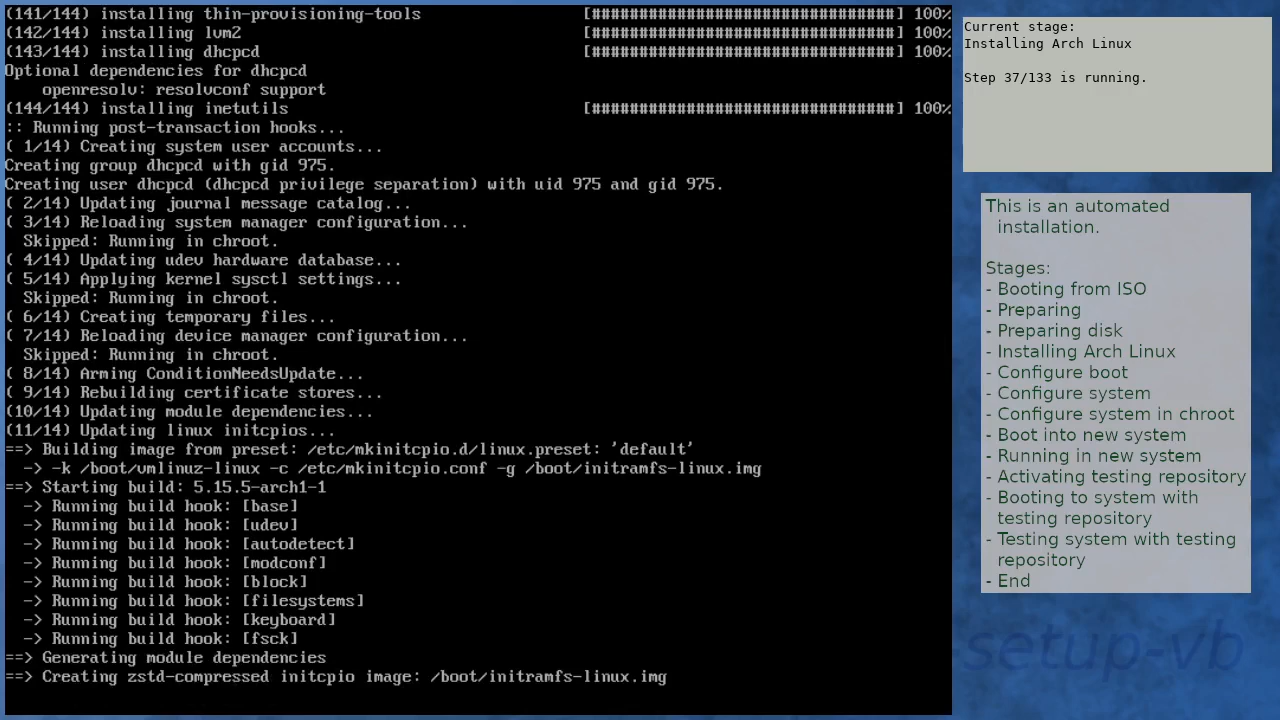 (141/144) installing thin-provisioning-tools [################################] 100%
(142/144) installing lvm2 [################################] 100%
(143/144) installing dhcpcd [################################] 100%
Optional dependencies for dhcpcd
openresolv: resolvconf support
(144/144) installing inetutils [################################] 100%
:: Running post-transaction hooks...
( 1/14) Creating system user accounts...
Creating group dhcpcd with gid 975.
Creating user dhcpcd (dhcpcd privilege separation) with uid 975 and gid 975.
( 2/14) Updating journal message catalog...
( 3/14) Reloading system manager configuration...
Skipped: Running in chroot.
( 4/14) Updating udev hardware database...
( 5/14) Applying kernel sysctl settings...
Skipped: Running in chroot.
( 6/14) Creating temporary files...
( 7/14) Reloading device manager configuration...
Skipped: Running in chroot.
( 8/14) Arming ConditionNeedsUpdate...
( 9/14) Rebuilding certificate stores...
(10/14) Updating module dependencies...
(11/14) Updating linux initcpios...
==> Building image from preset: /etc/mkinitcpio.d/linux.preset: 'default'
-> -k /boot/vmlinuz-linux -c /etc/mkinitcpio.conf -g /boot/initramfs-linux.img
==> Starting build: 5.15.5-arch1-1
-> Running build hook: [base]
-> Running build hook: [udev]
-> Running build hook: [autodetect]
-> Running build hook: [modconf]
-> Running build hook: [block]
-> Running build hook: [filesystems]
-> Running build hook: [keyboard]
-> Running build hook: [fsck]
==> Generating module dependencies
==> Creating zstd-compressed initcpio image: /boot/initramfs-linux.img
Current stage:
Installing Arch Linux
Step 37/133 is running.
This is an automated
installation.
Stages:
- Booting from ISO
- Preparing
- Preparing disk
- Installing Arch Linux
- Configure boot
- Configure system
- Configure system in chroot
- Boot into new system
- Running in new system
- Activating testing repository
- Booting to system with
testing repository
- Testing system with testing
repository
- End
setup-vb